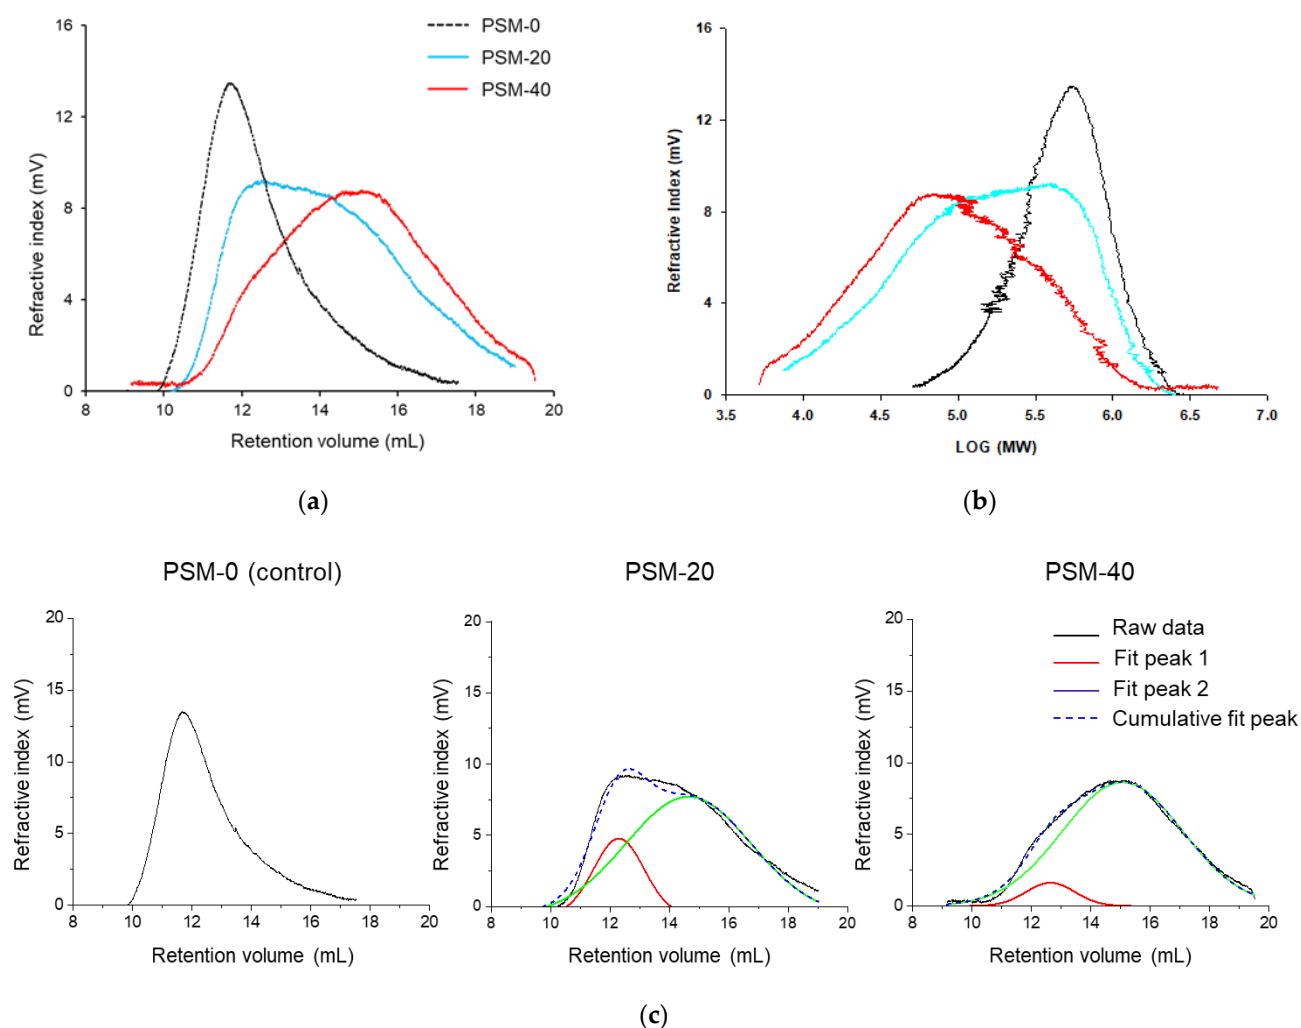 PSM-0
PSM-20
PSM-40
16
12
8
4
0
Refractive index (mV)
8 10 12 14 16 18 20
Retention volume (mL)
(a)
16
12
8
4
0
Refractive Index (mV)
3.5 4.0 4.5 5.0 5.5 6.0 6.5 7.0
LOG (MW)
(b)
PSM-0 (control)
20
15
10
5
0
Refractive index (mV)
8 10 12 14 16 18 20
Retention volume (mL)
PSM-20
20
15
10
5
0
Refractive index (mV)
8 10 12 14 16 18 20
Retention volume (mL)
PSM-40
Raw data
Fit peak 1
Fit peak 2
Cumulative fit peak
20
15
10
5
0
Refractive index (mV)
8 10 12 14 16 18 20
Retention volume (mL)
(c)